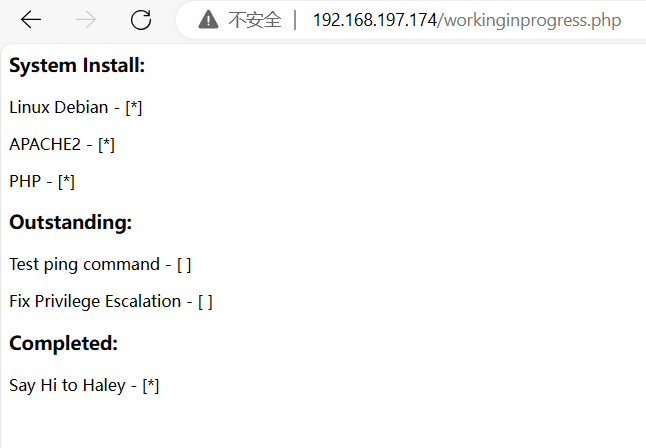 不安全 | 192.168.197.174/workinginprogress.php
System Install:
Linux Debian - [*]
APACHE2 - [*]
PHP - [*]
Outstanding:
Test ping command - [ ]
Fix Privilege Escalation - [ ]
Completed:
Say Hi to Haley - [*]